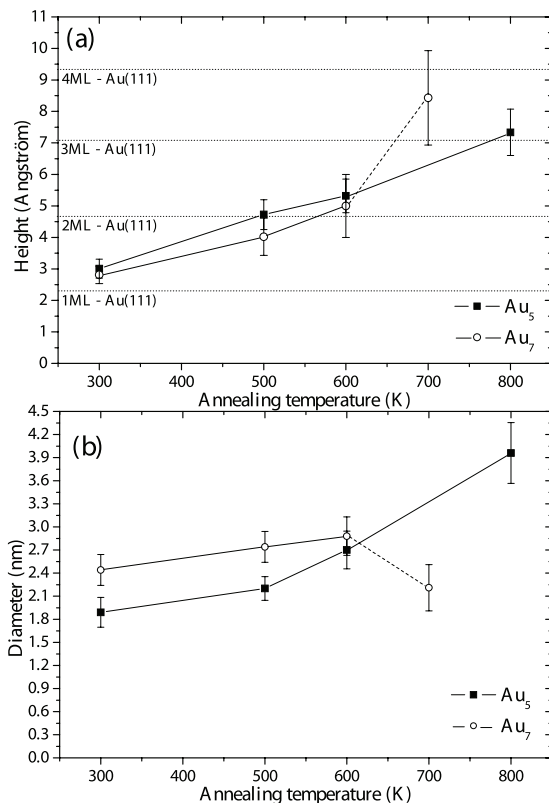 (a)
11
10
9
8
7
6
5
4
3
2
1
0
Height (Angström)
4ML - Au(111)
3ML - Au(111)
2ML - Au(111)
1ML - Au(111)
Au5
Au7
300 400 500 600 700 800
Annealing temperature (K)
(b)
4.5
4.2
3.9
3.6
3.3
3.0
2.7
2.4
2.1
1.8
1.5
1.2
0.9
0.6
0.3
0.0
Diameter (nm)
Au5
Au7
300 400 500 600 700 800
Annealing temperature (K)